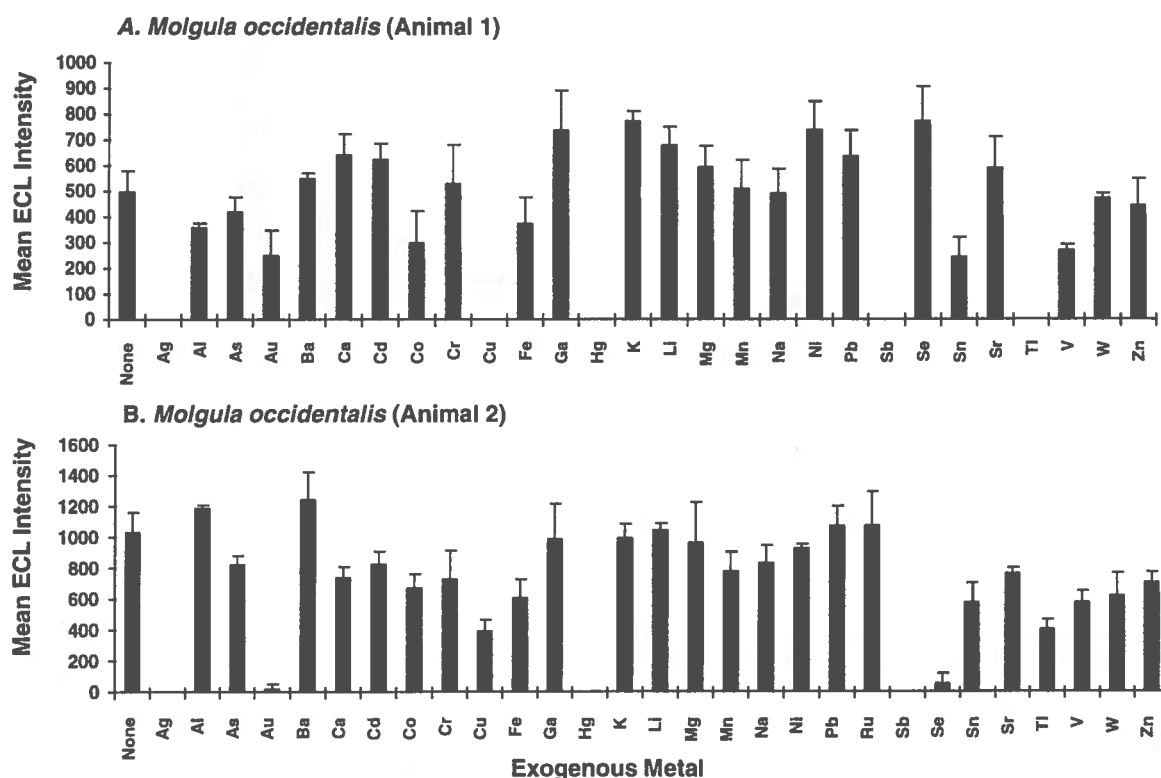 A. Molgula occidentalis (Animal 1)
Mean ECL Intensity
1000
900
800
700
600
500
400
300
200
100
0
None Ag Al As Au Ba Ca Cd Co Cr Cu Fe Ga Hg K Li Mg Mn Na Ni Pb Sb Se Sn Sr Tl V W Zn
B. Molgula occidentalis (Animal 2)
Mean ECL Intensity
1600
1400
1200
1000
800
600
400
200
0
None Ag Al As Au Ba Ca Cd Co Cr Cu Fe Ga Hg K Li Mg Mn Na Ni Pb Ru Sb Se Sn Sr Tl V W Zn
Exogenous Metal